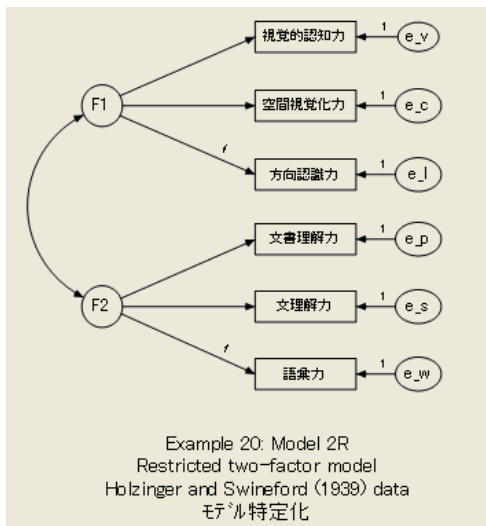 視覚的認知力
1
e_v
F1
空間視覚化力
1
e_c
f
方向認識力
1
e_l
文書理解力
1
e_p
F2
文理解力
1
e_s
f
語彙力
1
e_w
Example 20: Model 2R
Restricted two-factor model
Holzinger and Swineford (1939) data
モデル特定化